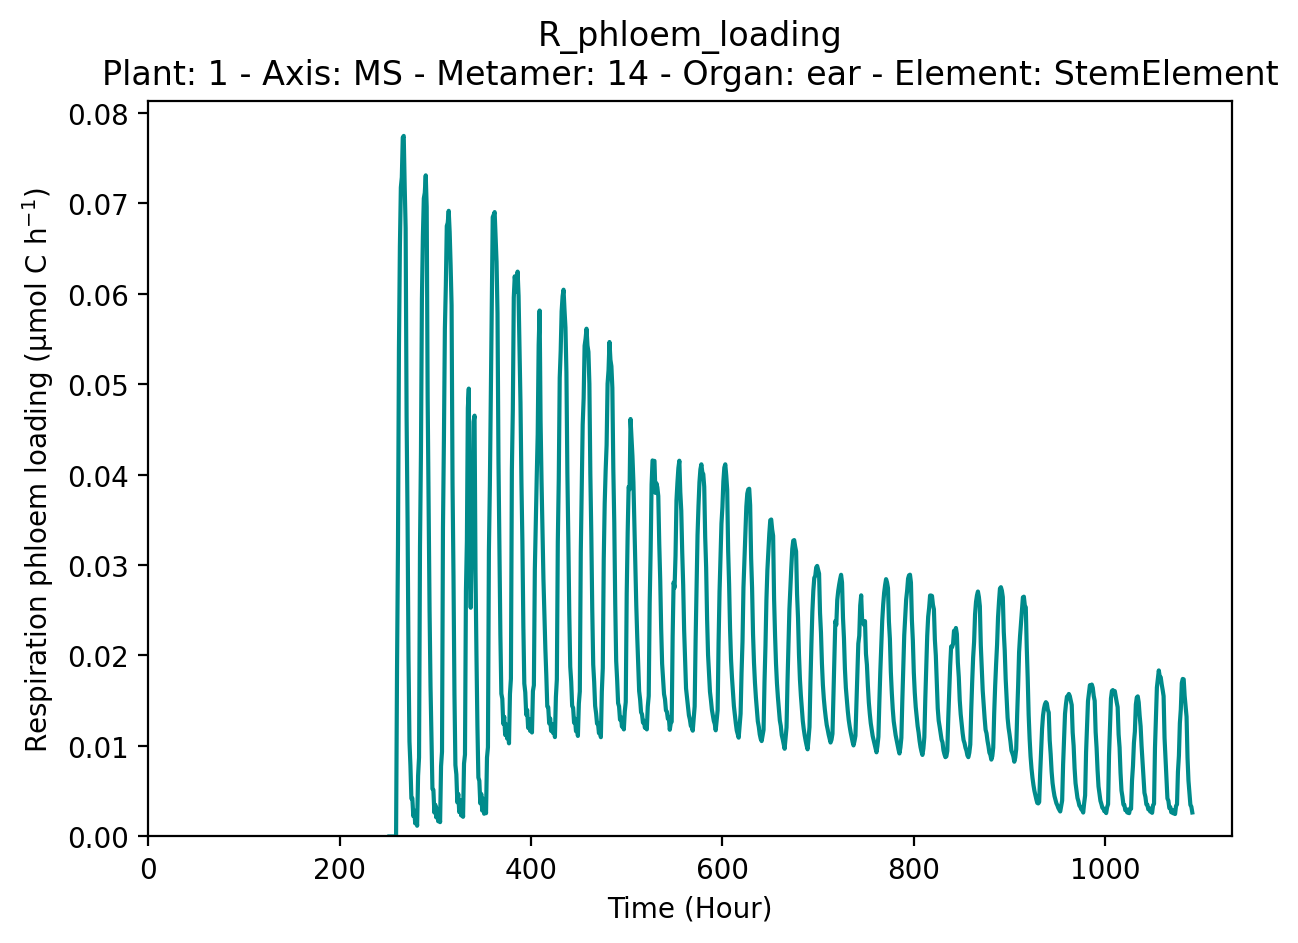 R_phloem_loading
Plant: 1 - Axis: MS - Metamer: 14 - Organ: ear - Element: StemElement
0.08
0.07
0.06
0.05
0.04
0.03
0.02
0.01
0.00
Respiration phloem loading (µmol C h⁻¹)
0 200 400 600 800 1000
Time (Hour)